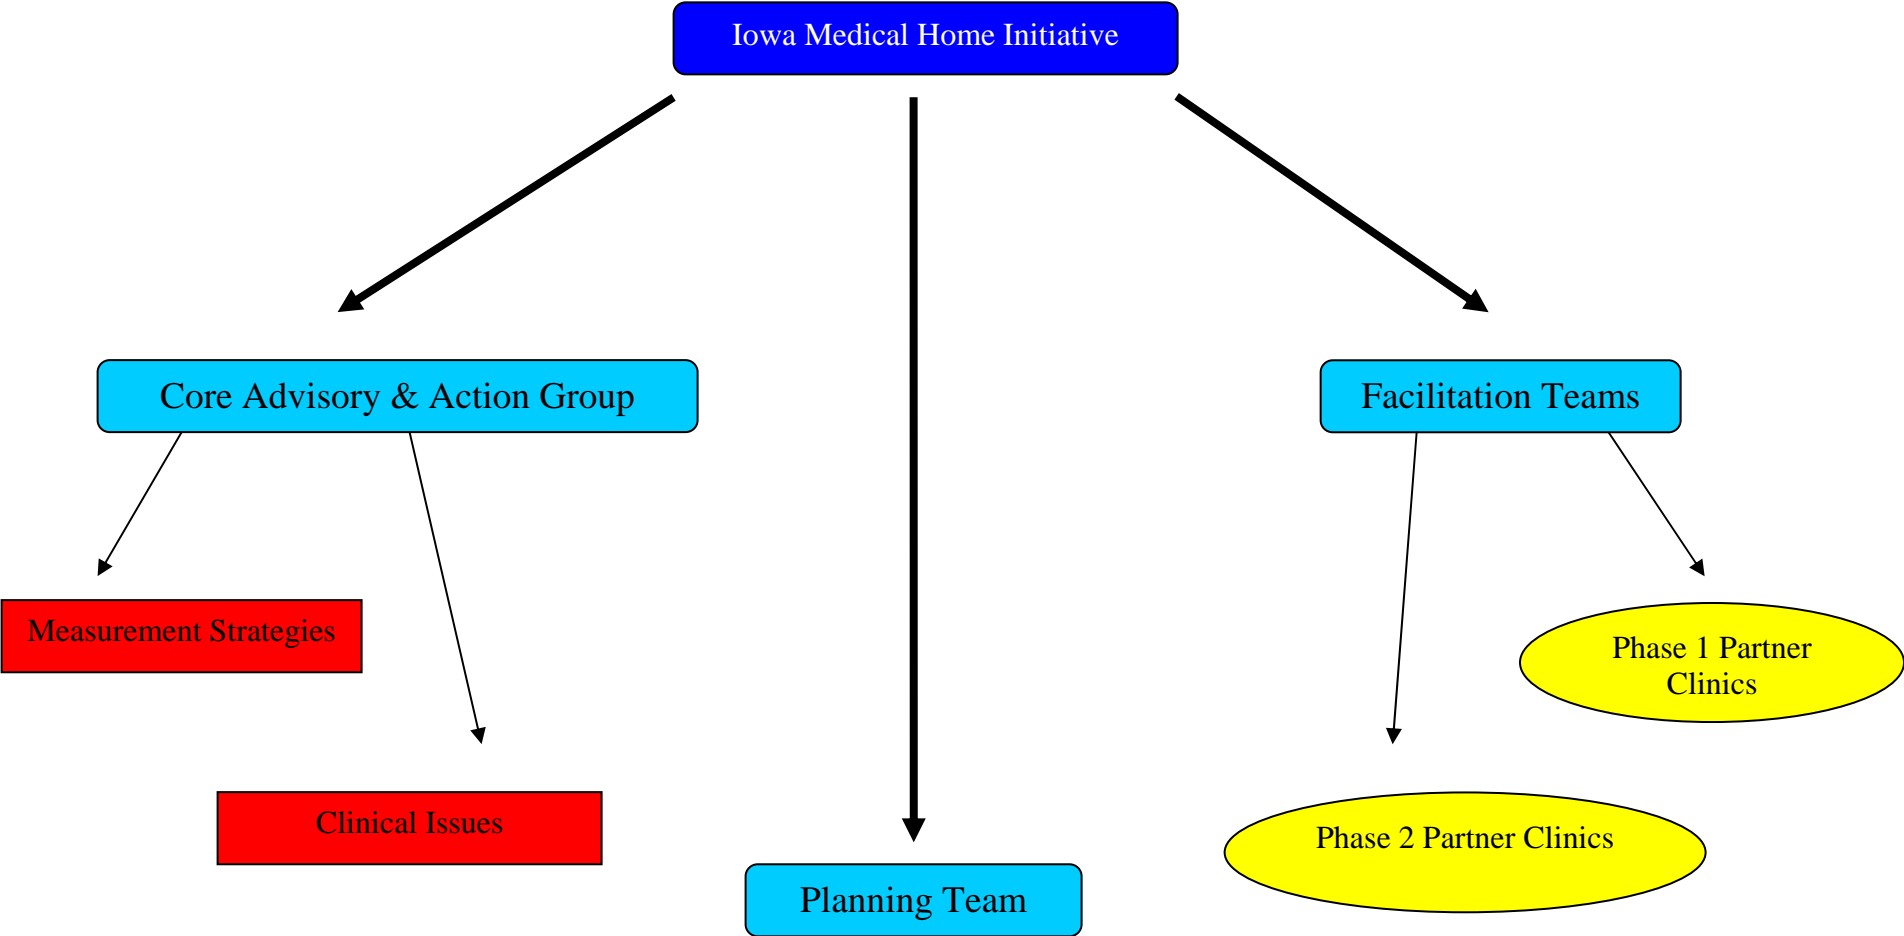 Iowa Medical Home Initiative
Core Advisory & Action Group
Facilitation Teams
Measurement Strategies
Phase 1 Partner
Clinics
Clinical Issues
Phase 2 Partner Clinics
Planning Team